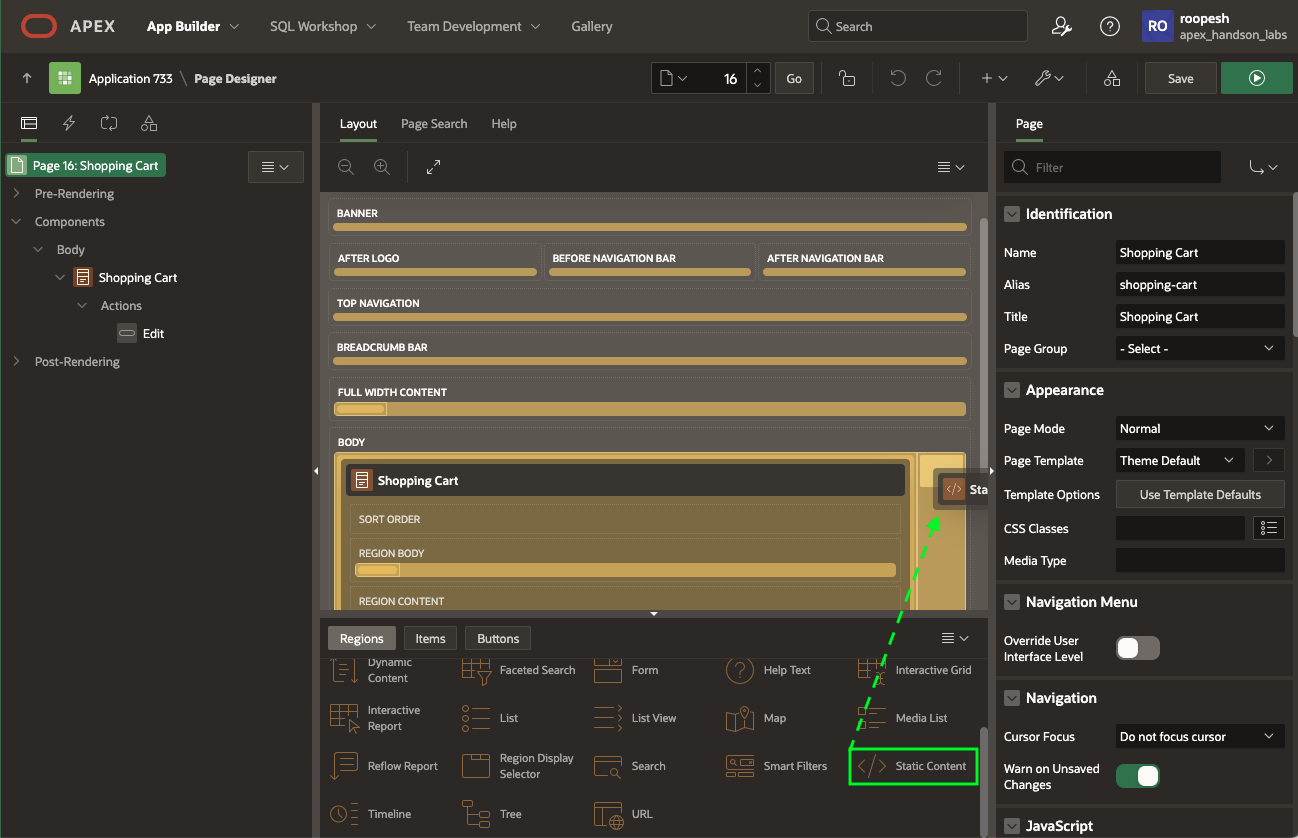 APEX
App Builder
SQL Workshop
Team Development
Gallery
Search
RO
roopesh
apex_handson_labs
Application 733 \ Page Designer
16
Go
Save
Page 16: Shopping Cart
Pre-Rendering
Components
Body
Shopping Cart
Actions
Edit
Post-Rendering
Layout
Page Search
Help
BANNER
AFTER LOGO
BEFORE NAVIGATION BAR
AFTER NAVIGATION BAR
TOP NAVIGATION
BREADCRUMB BAR
FULL WIDTH CONTENT
BODY
Shopping Cart
</> Sta
SORT ORDER
REGION BODY
REGION CONTENT
Regions
Items
Buttons
Dynamic
Content
Faceted Search
Form
Help Text
Interactive Grid
Interactive
Report
List
List View
Map
Media List
Reflow Report
Region Display
Selector
Search
Smart Filters
</> Static Content
Timeline
Tree
URL
Page
Filter
Identification
Name
Shopping Cart
Alias
shopping-cart
Title
Shopping Cart
Page Group
- Select -
Appearance
Page Mode
Normal
Page Template
Theme Default
Template Options
Use Template Defaults
CSS Classes
Media Type
Navigation Menu
Override User
Interface Level
Navigation
Cursor Focus
Do not focus cursor
Warn on Unsaved
Changes
JavaScript